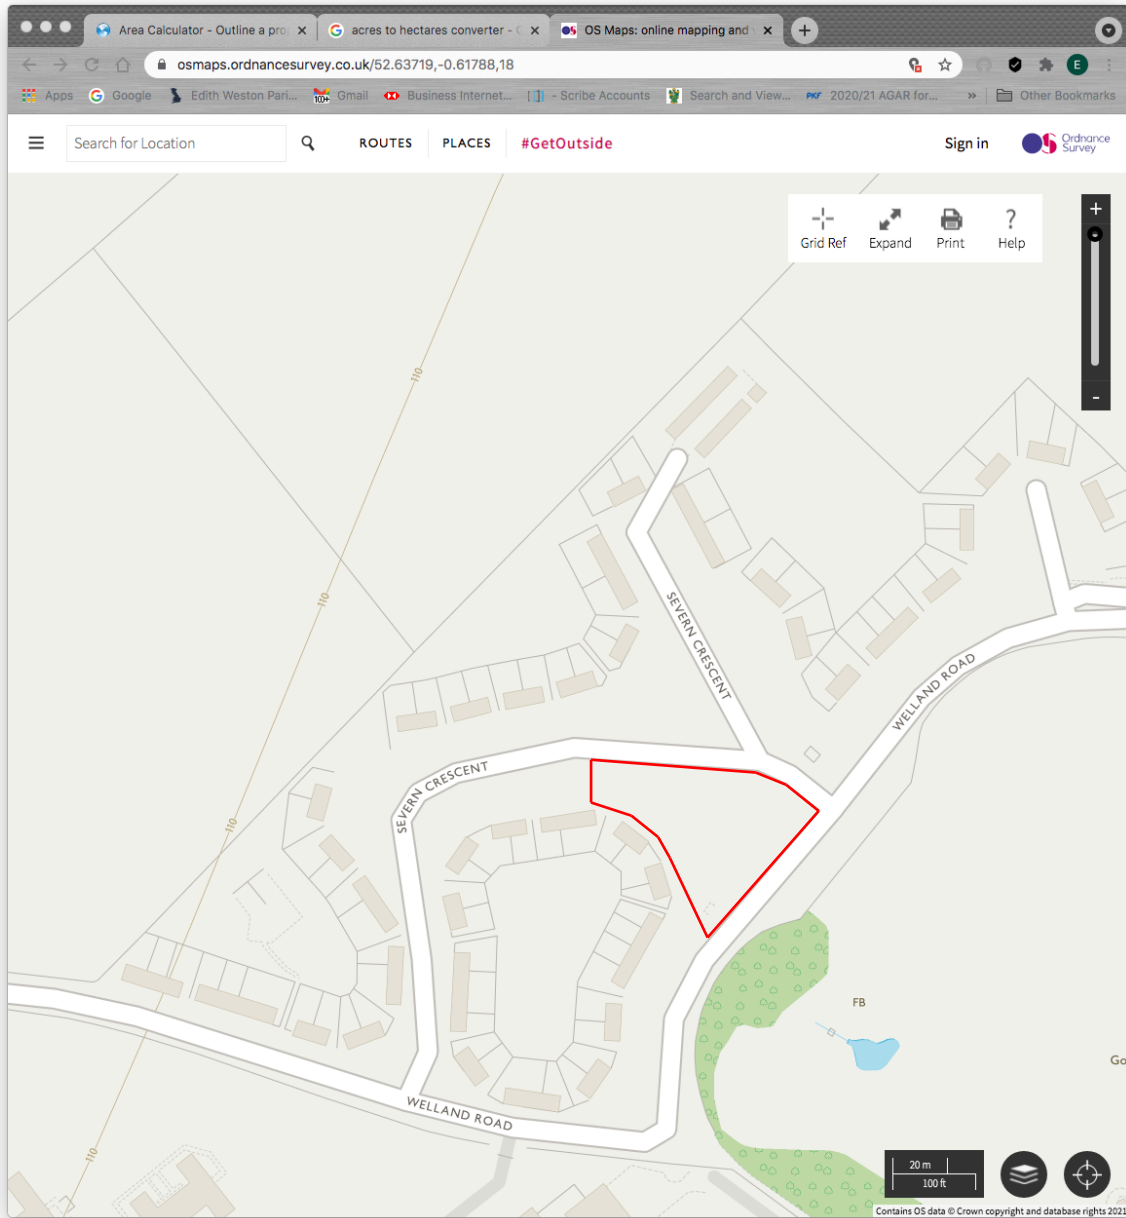 Area Calculator - Outline a pro
acres to hectares converter -
OS Maps: online mapping and
osmaps.ordnancesurvey.co.uk/52.63719,-0.61788,18
E
Apps
Google
Edith Weston Pari...
100+
Gmail
Business Internet...
- Scribe Accounts
Search and View...
PKF
2020/21 AGAR for...
»
Other Bookmarks
Search for Location
ROUTES
PLACES
#GetOutside
Sign in
OS
Ordnance
Survey
Grid Ref
Expand
Print
?
Help
+
-
110
110
SEVERN CRESCENT
WELLAND ROAD
SEVERN CRESCENT
110
FB
Go
WELLAND ROAD
110
20 m
100 ft
Contains OS data © Crown copyright and database rights 2021